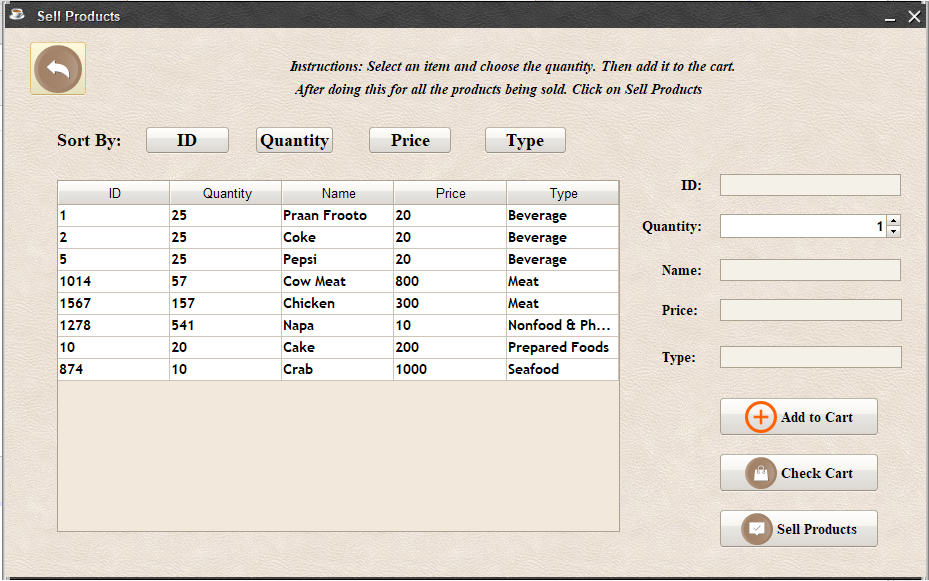 Sell Products
Instructions: Select an item and choose the quantity. Then add it to the cart.
After doing this for all the products being sold. Click on Sell Products
Sort By: ID Quantity Price Type
ID Quantity Name Price Type
1 25 Praan Frooto 20 Beverage
2 25 Coke 20 Beverage
5 25 Pepsi 20 Beverage
1014 57 Cow Meat 800 Meat
1567 157 Chicken 300 Meat
1278 541 Napa 10 Nonfood & Ph...
10 20 Cake 200 Prepared Foods
874 10 Crab 1000 Seafood
ID:
Quantity: 1
Name:
Price:
Type:
Add to Cart
Check Cart
Sell Products